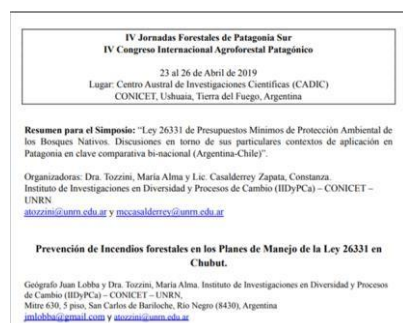 IV Jornadas Forestales de Patagonia Sur
IV Congreso Internacional Agroforestal Patagónico
23 al 26 de Abril de 2019
Lugar: Centro Austral de Investigaciones Científicas (CADIC)
CONICET, Ushuaia, Tierra del Fuego, Argentina
Resumen para el Simposio: “Ley 26331 de Presupuestos Mínimos de Protección Ambiental de
los Bosques Nativos. Discusiones en torno de sus particulares contextos de aplicación en
Patagonia en clave comparativa bi-nacional (Argentina-Chile)”.
Organizadoras: Dra. Tozzini, María Alma y Lic. Casalderrey Zapata, Constanza.
Instituto de Investigaciones en Diversidad y Procesos de Cambio (IIDyPCa) – CONICET –
UNRN
atozzini@unrn.edu.ar y mccasalderrey@unrn.edu.ar
Prevención de Incendios forestales en los Planes de Manejo de la Ley 26331 en
Chubut.
Geógrafo Juan Lobba y Dra. Tozzini, María Alma. Instituto de Investigaciones en Diversidad y Procesos
de Cambio (IIDyPCa) – CONICET – UNRN,
Mitre 630, 5 piso, San Carlos de Bariloche, Río Negro (8430), Argentina
jmlobba@gmail.com y atozzini@unrn.edu.ar